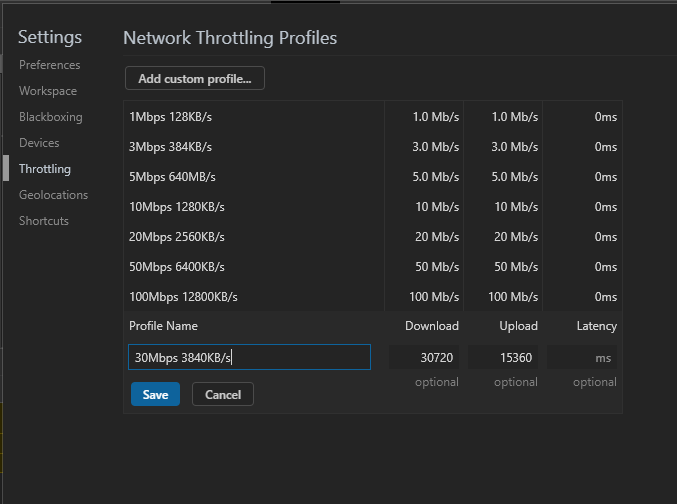 Settings
Preferences
Workspace
Blackboxing
Devices
Throttling
Geolocations
Shortcuts
Network Throttling Profiles
Add custom profile...
1Mbps 128KB/s 1.0 Mb/s 1.0 Mb/s 0ms
3Mbps 384KB/s 3.0 Mb/s 3.0 Mb/s 0ms
5Mbps 640MB/s 5.0 Mb/s 5.0 Mb/s 0ms
10Mbps 1280KB/s 10 Mb/s 10 Mb/s 0ms
20Mbps 2560KB/s 20 Mb/s 20 Mb/s 0ms
50Mbps 6400KB/s 50 Mb/s 50 Mb/s 0ms
100Mbps 12800KB/s 100 Mb/s 100 Mb/s 0ms
Profile Name Download Upload Latency
30Mbps 3840KB/s 30720 15360 ms
optional optional optional
Save Cancel